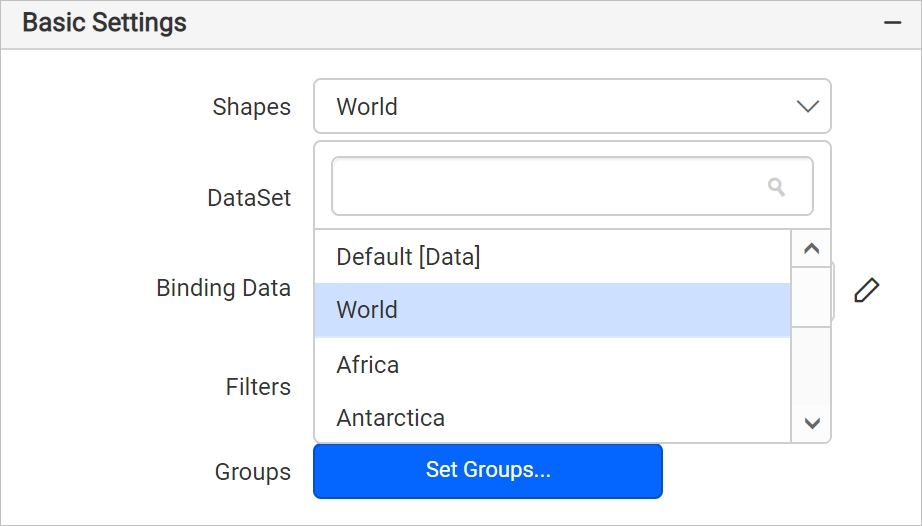 Basic Settings
Shapes World
DataSet
Default [Data]
Binding Data
World
Africa
Filters
Antarctica
Groups Set Groups...